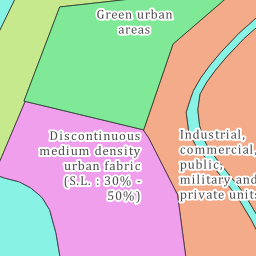 Green urban
areas
Discontinuous
medium density
urban fabric
(S.L. : 30% -
50%)
Industrial,
commercial,
public,
military and
private units